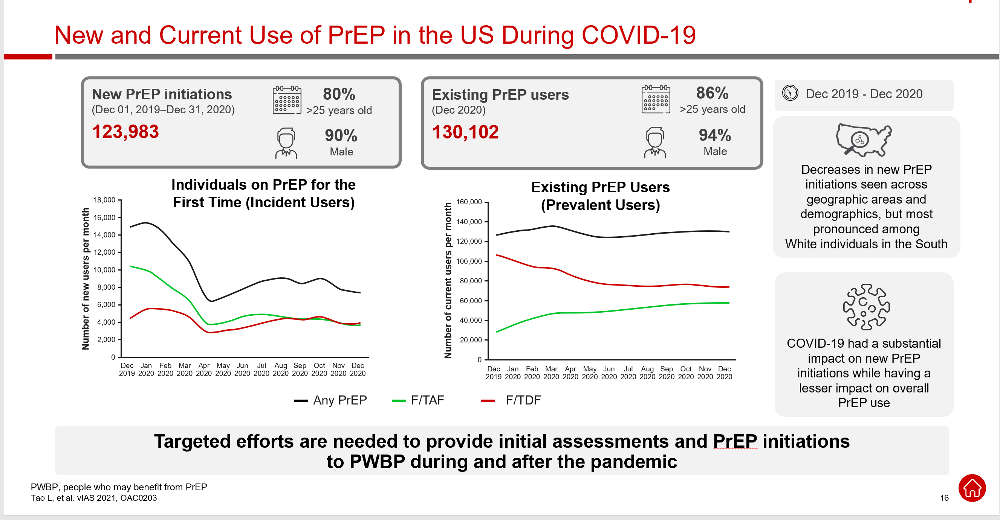 New and Current Use of PrEP in the US During COVID-19
New PrEP initiations
(Dec 01, 2019–Dec 31, 2020)
123,983
80%
>25 years old
90%
Male
Existing PrEP users
(Dec 2020)
130,102
86%
>25 years old
94%
Male
Dec 2019 - Dec 2020
Decreases in new PrEP
initiations seen across
geographic areas and
demographics, but most
pronounced among
White individuals in the South
Individuals on PrEP for the
First Time (Incident Users)
Number of new users per month
18,000
16,000
14,000
12,000
10,000
8,000
6,000
4,000
2,000
0
Dec Jan Feb Mar Apr May Jun Jul Aug Sep Oct Nov Dec
2019 2020 2020 2020 2020 2020 2020 2020 2020 2020 2020 2020 2020
Existing PrEP Users
(Prevalent Users)
Number of current users per month
160,000
140,000
120,000
100,000
80,000
60,000
40,000
20,000
0
Dec Jan Feb Mar Apr May Jun Jul Aug Sep Oct Nov Dec
2019 2020 2020 2020 2020 2020 2020 2020 2020 2020 2020 2020 2020
Any PrEP F/TAF F/TDF
COVID-19 had a substantial
impact on new PrEP
initiations while having a
lesser impact on overall
PrEP use
Targeted efforts are needed to provide initial assessments and PrEP initiations
to PWBP during and after the pandemic
PWBP, people who may benefit from PrEP
Tao L, et al. vIAS 2021, OAC0203
16